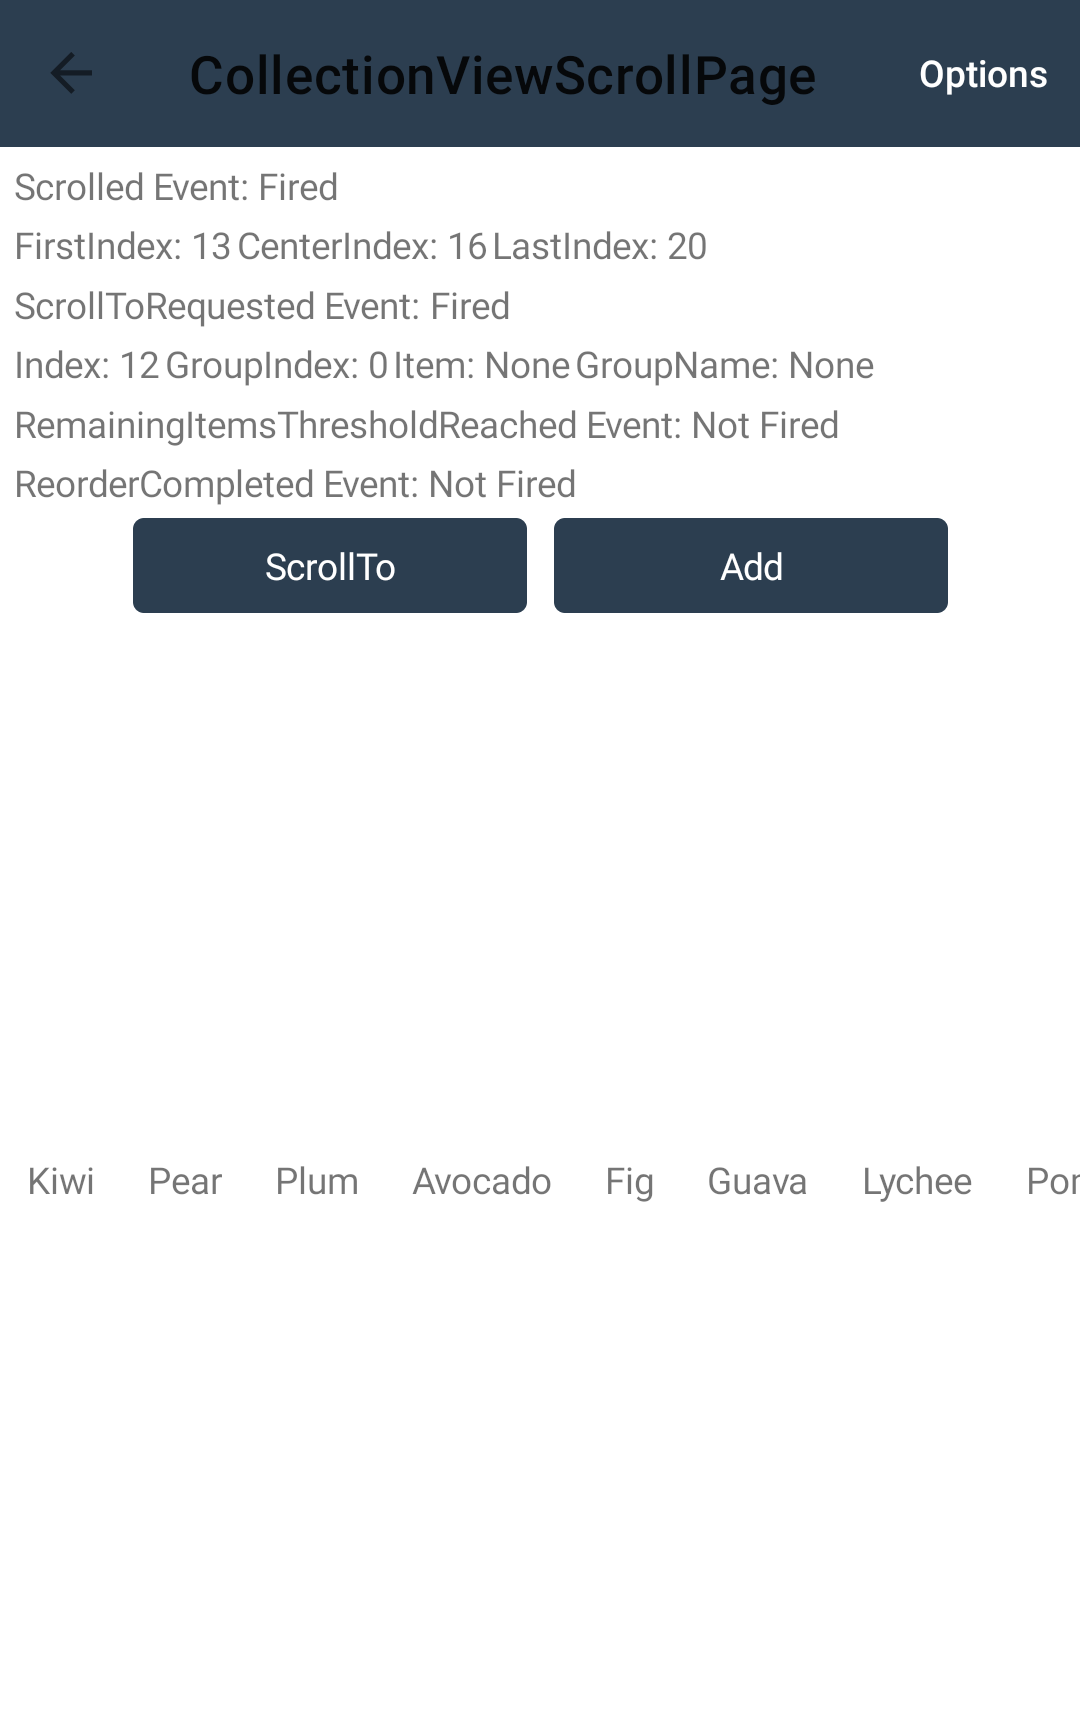 CollectionViewScrollPage Options
Scrolled Event: Fired
FirstIndex: 13 CenterIndex: 16 LastIndex: 20
ScrollToRequested Event: Fired
Index: 12 GroupIndex: 0 Item: None GroupName: None
RemainingItemsThresholdReached Event: Not Fired
ReorderCompleted Event: Not Fired
ScrollTo Add
Kiwi Pear Plum Avocado Fig Guava Lychee